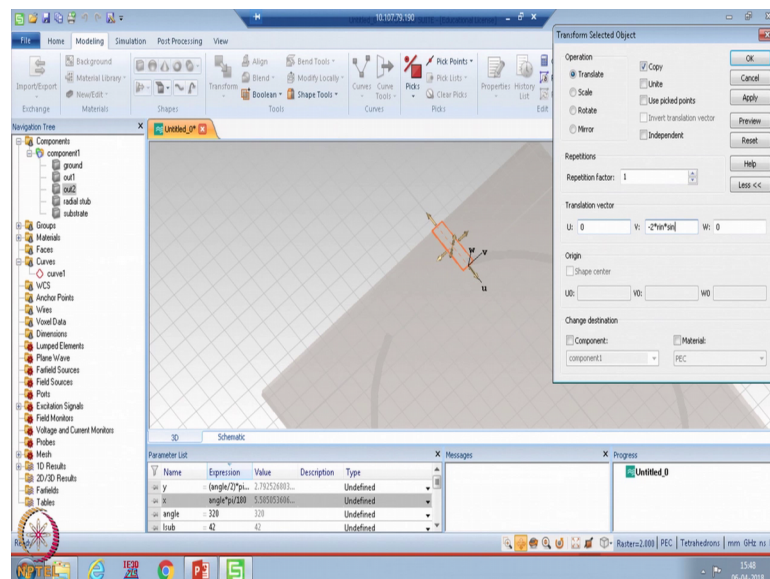 10.107.79.190
File Home Modeling Simulation Post Processing View
Import/Export
Exchange
Background
Material Library
New/Edit
Materials
Shapes
Transform
Align
Blend
Boolean
Bend Tools
Modify Locally
Shape Tools
Tools
Curves
Curve Tools
Curves
Picks
Pick Points
Pick Lists
Clear Picks
Picks
Properties
History List
Edit
Navigation Tree X
Components
component1
ground
out1
out2
radial stub
substrate
Groups
Materials
Faces
Curves
curve1
WCS
Anchor Points
Wires
Voxel Data
Dimensions
Lumped Elements
Plane Wave
Farfield Sources
Field Sources
Ports
Excitation Signals
Field Monitors
Voltage and Current Monitors
Probes
Mesh
1D Results
2D/3D Results
Farfields
Tables
Untitled_0*
w
v
u
3D Schematic
Transform Selected Object
Operation
Translate
Scale
Rotate
Mirror
Copy
Unite
Use picked points
Invert translation vector
Independent
OK
Cancel
Apply
Preview
Reset
Help
Less <<
Repetitions
Repetition factor: 1
Translation vector
U: 0 V: -2*rin*sin W: 0
Origin
Shape center
U0: V0: W0
Change destination
Component: Material:
component1 PEC
Parameter List X
Name Expression Value Description Type
y = (angle/2)*pi... 2.792526803... Undefined
x angle*pi/180 5.585053606... Undefined
angle = 320 320 Undefined
lsub = 42 42 Undefined
Messages X
Progress
Untitled_0
Raster=2.000 PEC Tetrahedrons mm GHz ns
NPTEL
15:48
06-04-2018